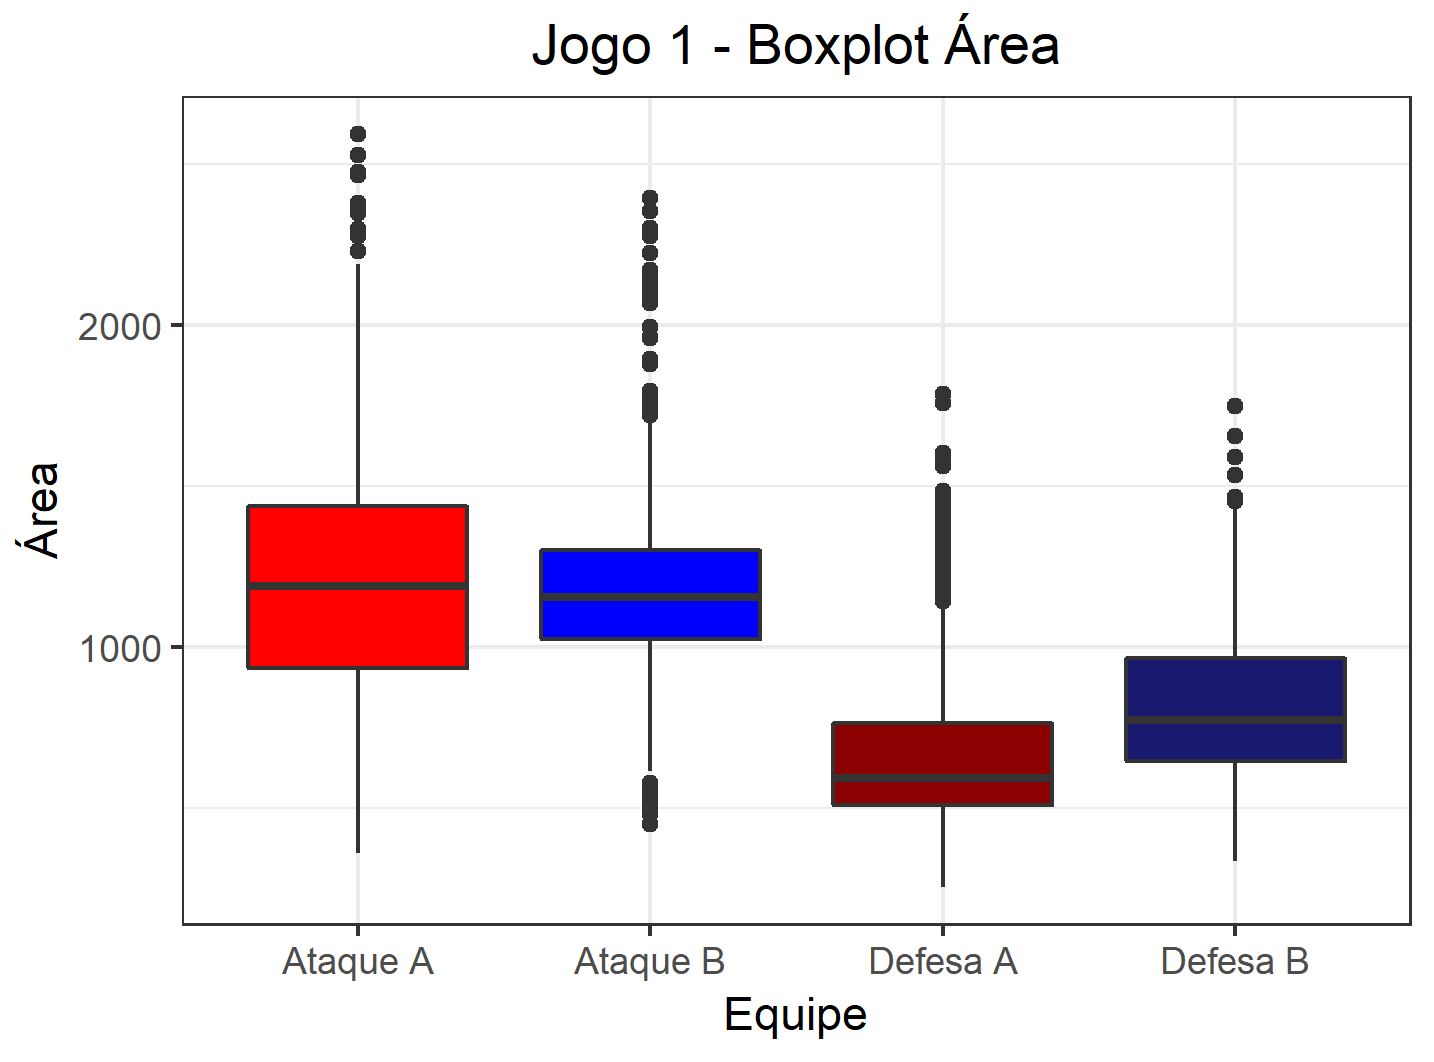 Jogo 1 - Boxplot Área
Área
2000
1000
Ataque A
Ataque B
Defesa A
Defesa B
Equipe